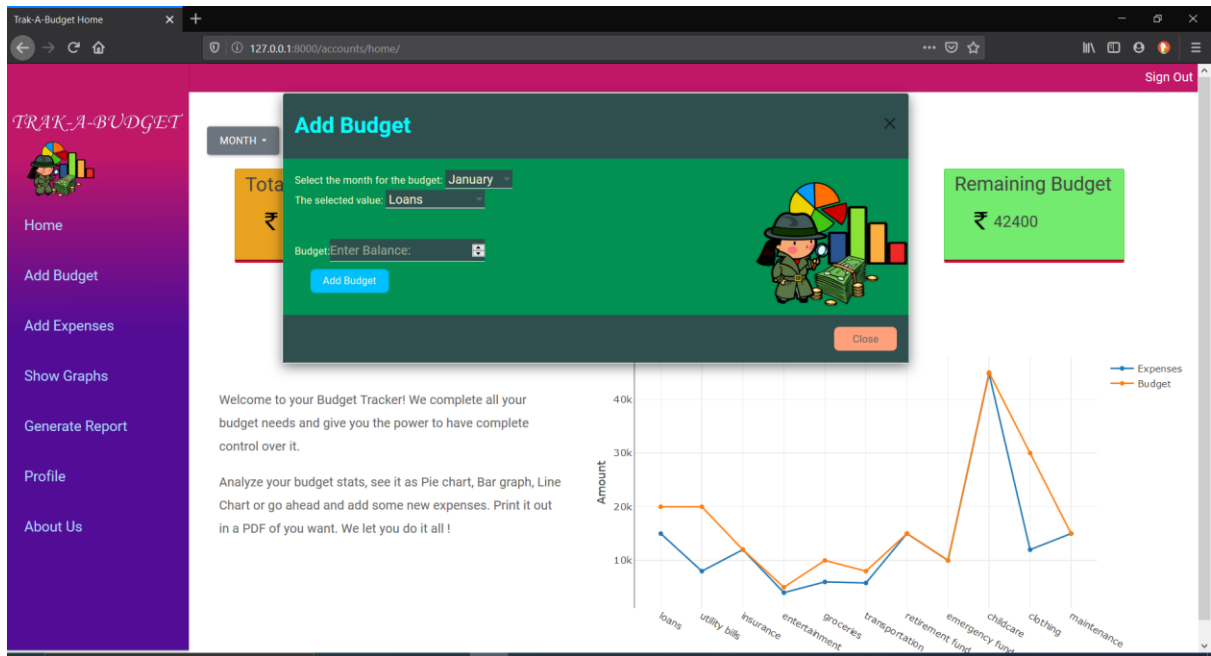 Trak-A-Budget Home
127.0.0.1:8000/accounts/home/
Sign Out
TRAK-A-BUDGET
Home
Add Budget
Add Expenses
Show Graphs
Generate Report
Profile
About Us
MONTH
Tota
₹
Add Budget
Select the month for the budget: January
The selected value: Loans
Budget: Enter Balance:
Add Budget
Close
Remaining Budget
₹ 42400
Welcome to your Budget Tracker! We complete all your
budget needs and give you the power to have complete
control over it.
Analyze your budget stats, see it as Pie chart, Bar graph, Line
Chart or go ahead and add some new expenses. Print it out
in a PDF of you want. We let you do it all !
Expenses
Budget
Amount
40k
30k
20k
10k
loans
utility bills
insurance
entertainment
groceries
transportation
retirement fund
emergency fund
childcare
clothing
maintenance